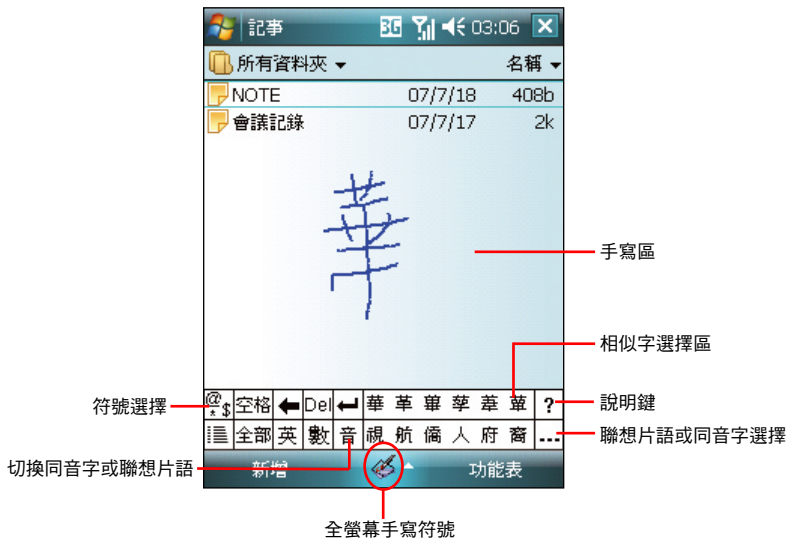 記事 3G 03:06
所有資料夾 名稱
NOTE 07/7/18 408b
會議記錄 07/7/17 2k
華
手寫區
相似字選擇區
符號選擇
@*$ 空格 Del 華 革 蓽 莩 葦 蕇 ?
說明鍵
全部 英 數 音 視 航 僑 人 府 裔 ...
聯想片語或同音字選擇
切換同音字或聯想片語
新增 功能表
全螢幕手寫符號